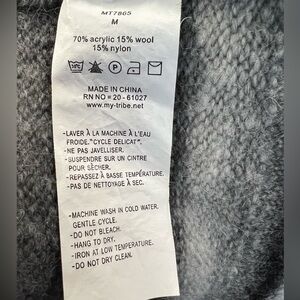 MT7865
M
70% acrylic 15% wool
15% nylon
MADE IN CHINA
RN NO = 20 - 61027
www.my-tribe.net
-LAVER À LA MACHINE À L'EAU
FROIDE. "CYCLE DELICAT".
-NE PAS JAVELLISER.
-SUSPENDRE SUR UN CINTRE
POUR SÈCHER.
-REPASSEZ À BASSE TEMPÉRATURE.
-PAS DE NETTOYAGE À SEC.
-MACHINE WASH IN COLD WATER,
GENTLE CYCLE.
-DO NOT BLEACH.
-HANG TO DRY.
-IRON AT LOW TEMPERATURE.
-DO NOT DRY CLEAN.